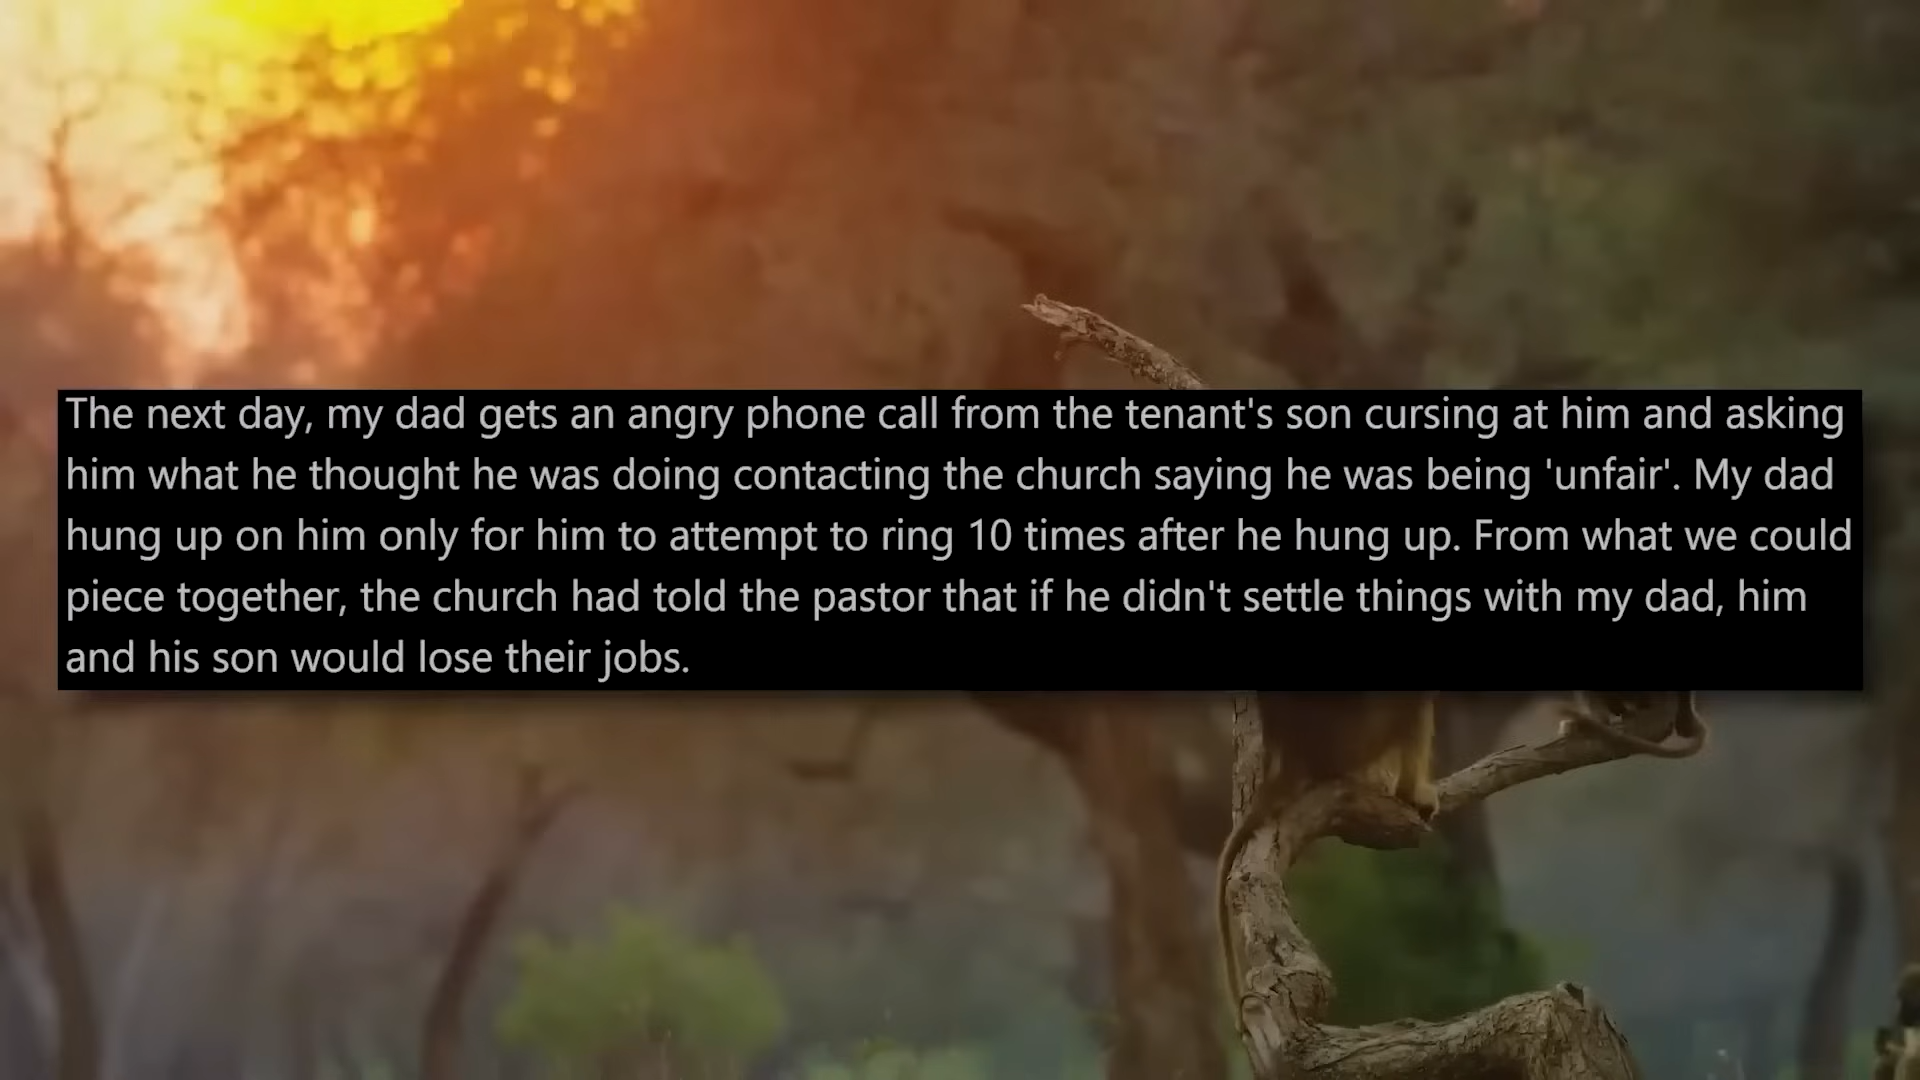 The next day, my dad gets an angry phone call from the tenant's son cursing at him and asking
him what he thought he was doing contacting the church saying he was being 'unfair'. My dad
hung up on him only for him to attempt to ring 10 times after he hung up. From what we could
piece together, the church had told the pastor that if he didn't settle things with my dad, him
and his son would lose their jobs.